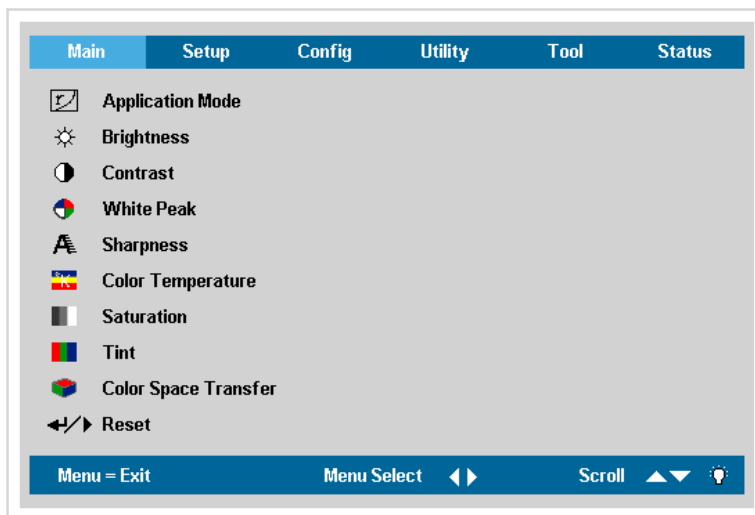 Main Setup Config Utility Tool Status
Application Mode
Brightness
Contrast
White Peak
Sharpness
°K Color Temperature
Saturation
Tint
Color Space Transfer
Reset
Menu = Exit Menu Select Scroll